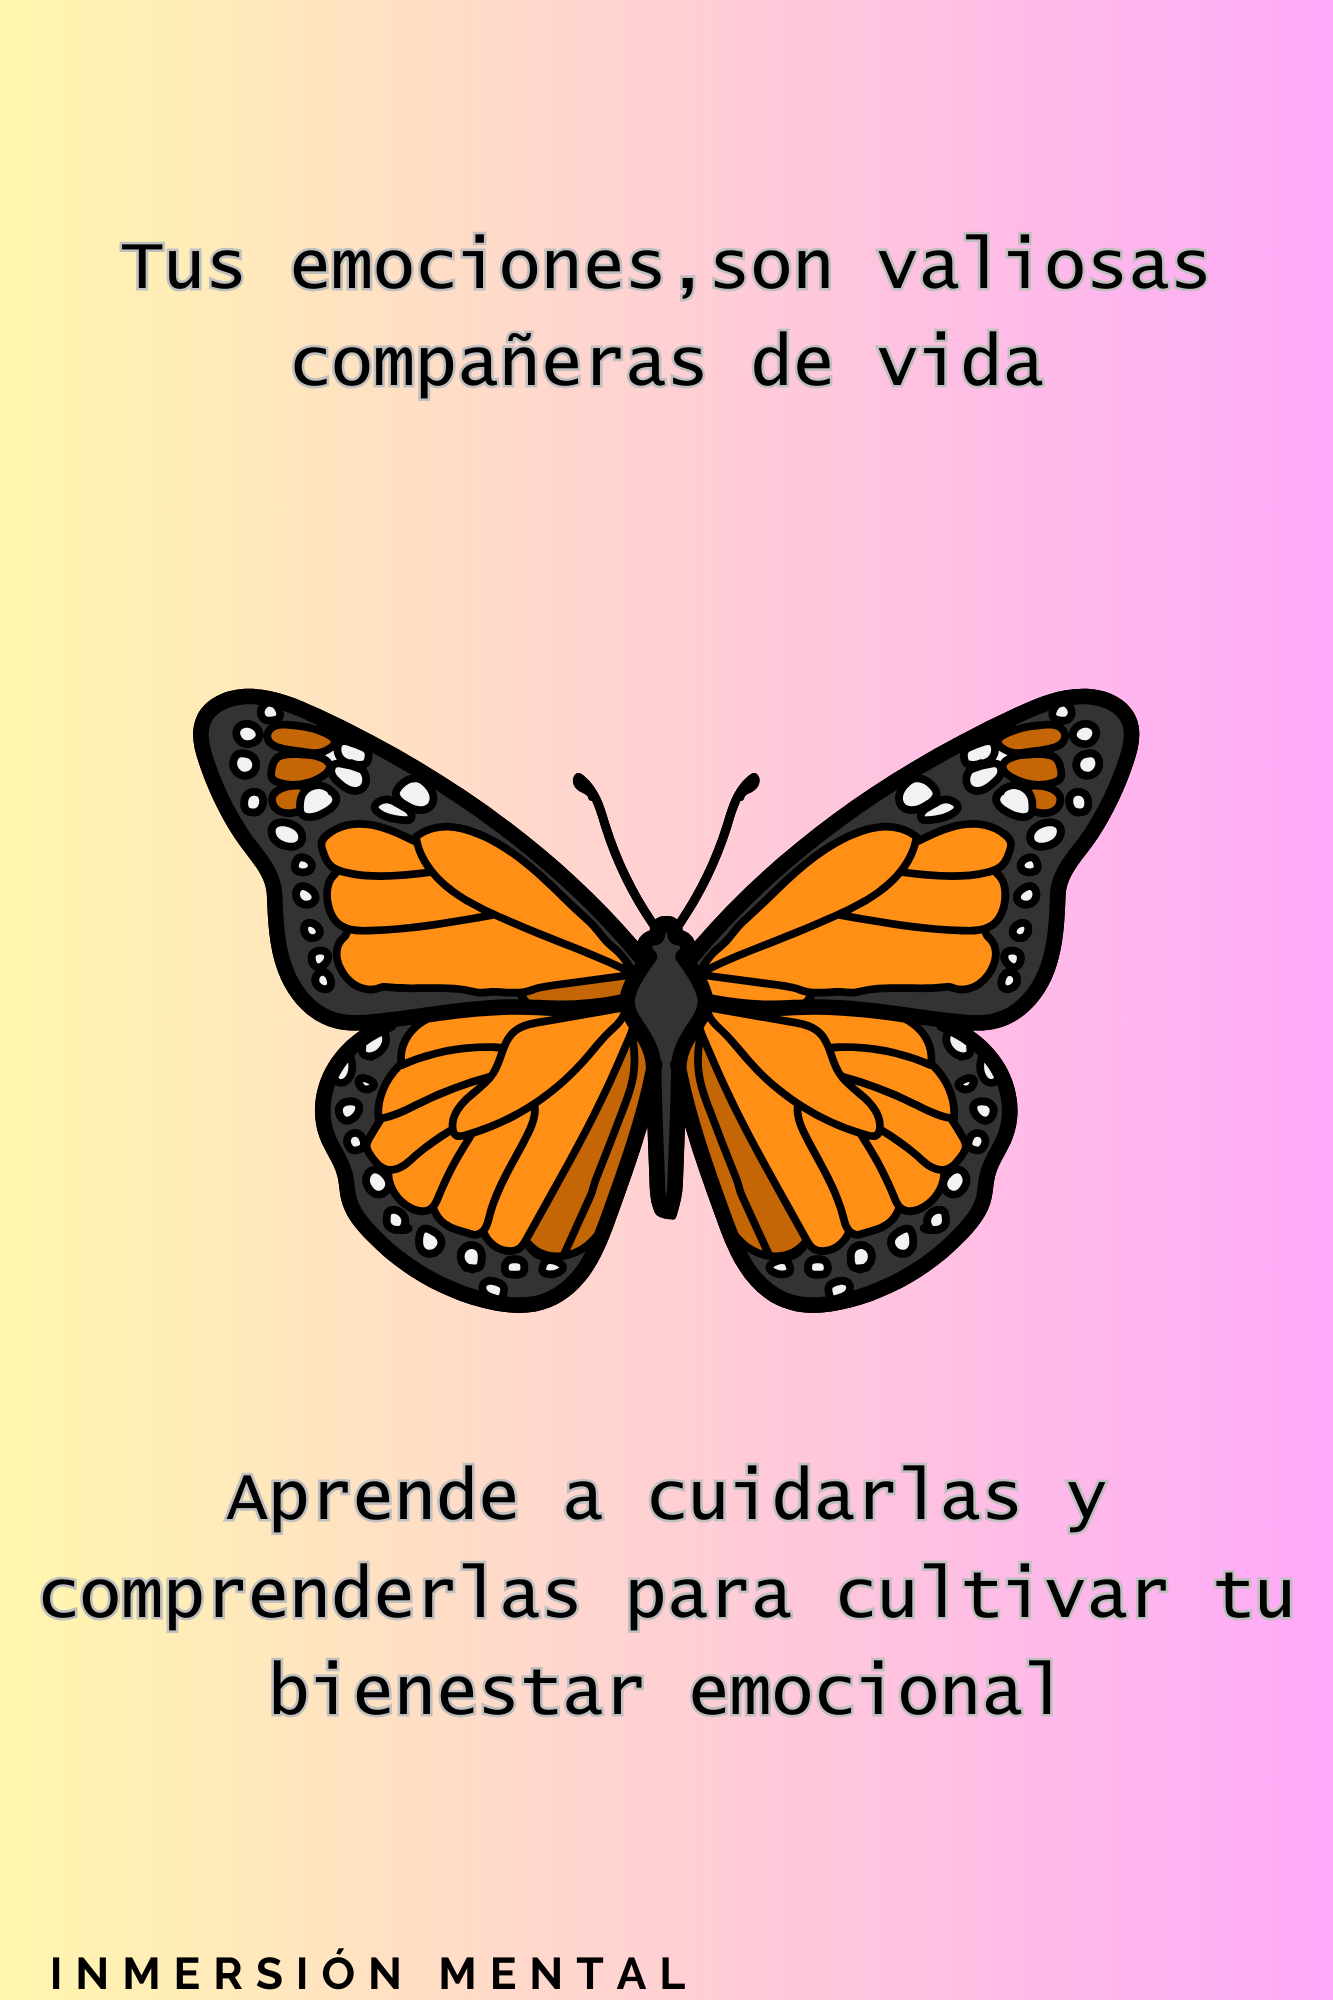 Tus emociones,son valiosas
compañeras de vida
Aprende a cuidarlas y
comprenderlas para cultivar tu
bienestar emocional
INMERSIÓN MENTAL